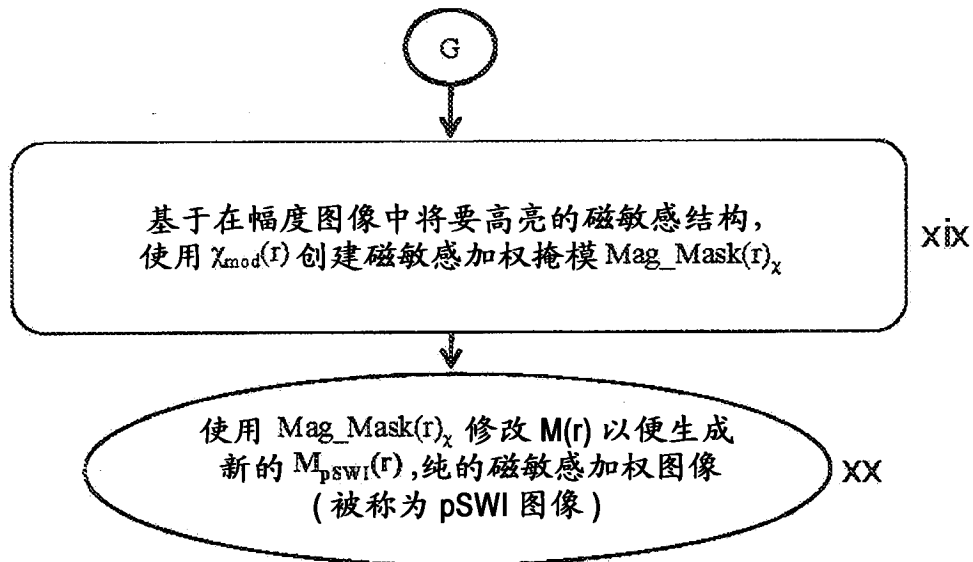 G
基于在幅度图像中将要高亮的磁敏感结构,
使用 χmod(r) 创建磁敏感加权掩模 Mag_Mask(r)χ
xix
使用 Mag_Mask(r)χ 修改 M(r) 以便生成
新的 MpSWI(r) ,纯的磁敏感加权图像
( 被称为 pSWI 图像 )
xx